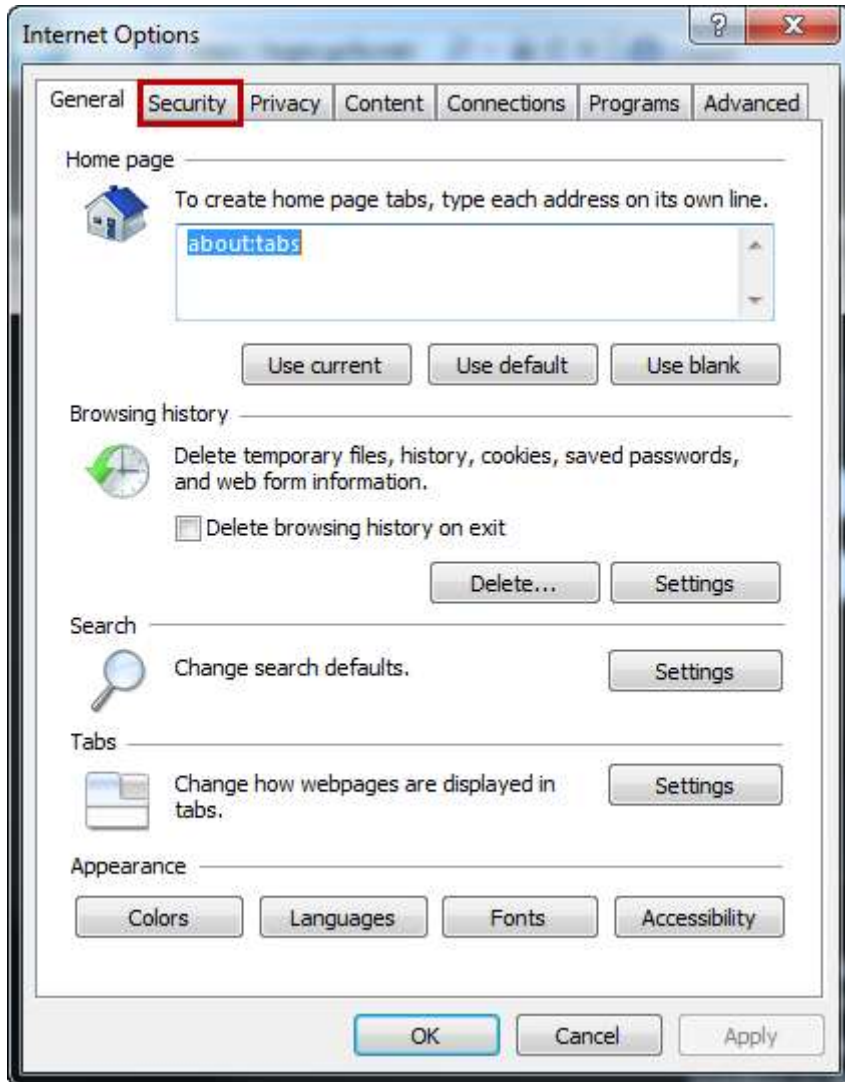 Internet Options
General Security Privacy Content Connections Programs Advanced
Home page
To create home page tabs, type each address on its own line.
about:tabs
Use current Use default Use blank
Browsing history
Delete temporary files, history, cookies, saved passwords,
and web form information.
Delete browsing history on exit
Delete... Settings
Search
Change search defaults. Settings
Tabs
Change how webpages are displayed in
tabs.
Settings
Appearance
Colors Languages Fonts Accessibility
OK Cancel Apply